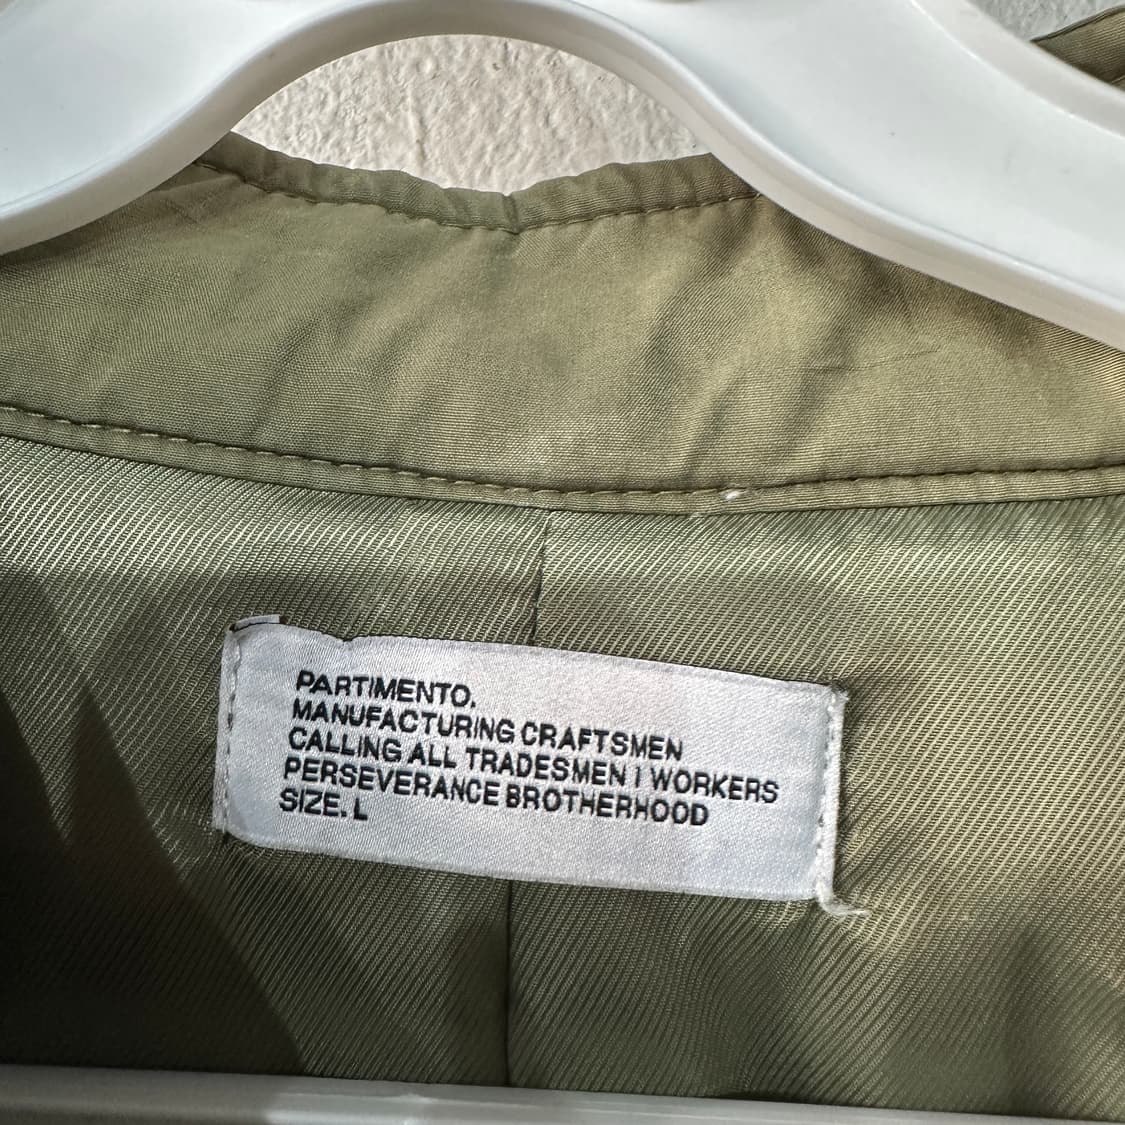 PARTIMENTO.
MANUFACTURING CRAFTSMEN
CALLING ALL TRADESMEN I WORKERS
PERSEVERANCE BROTHERHOOD
SIZE. L